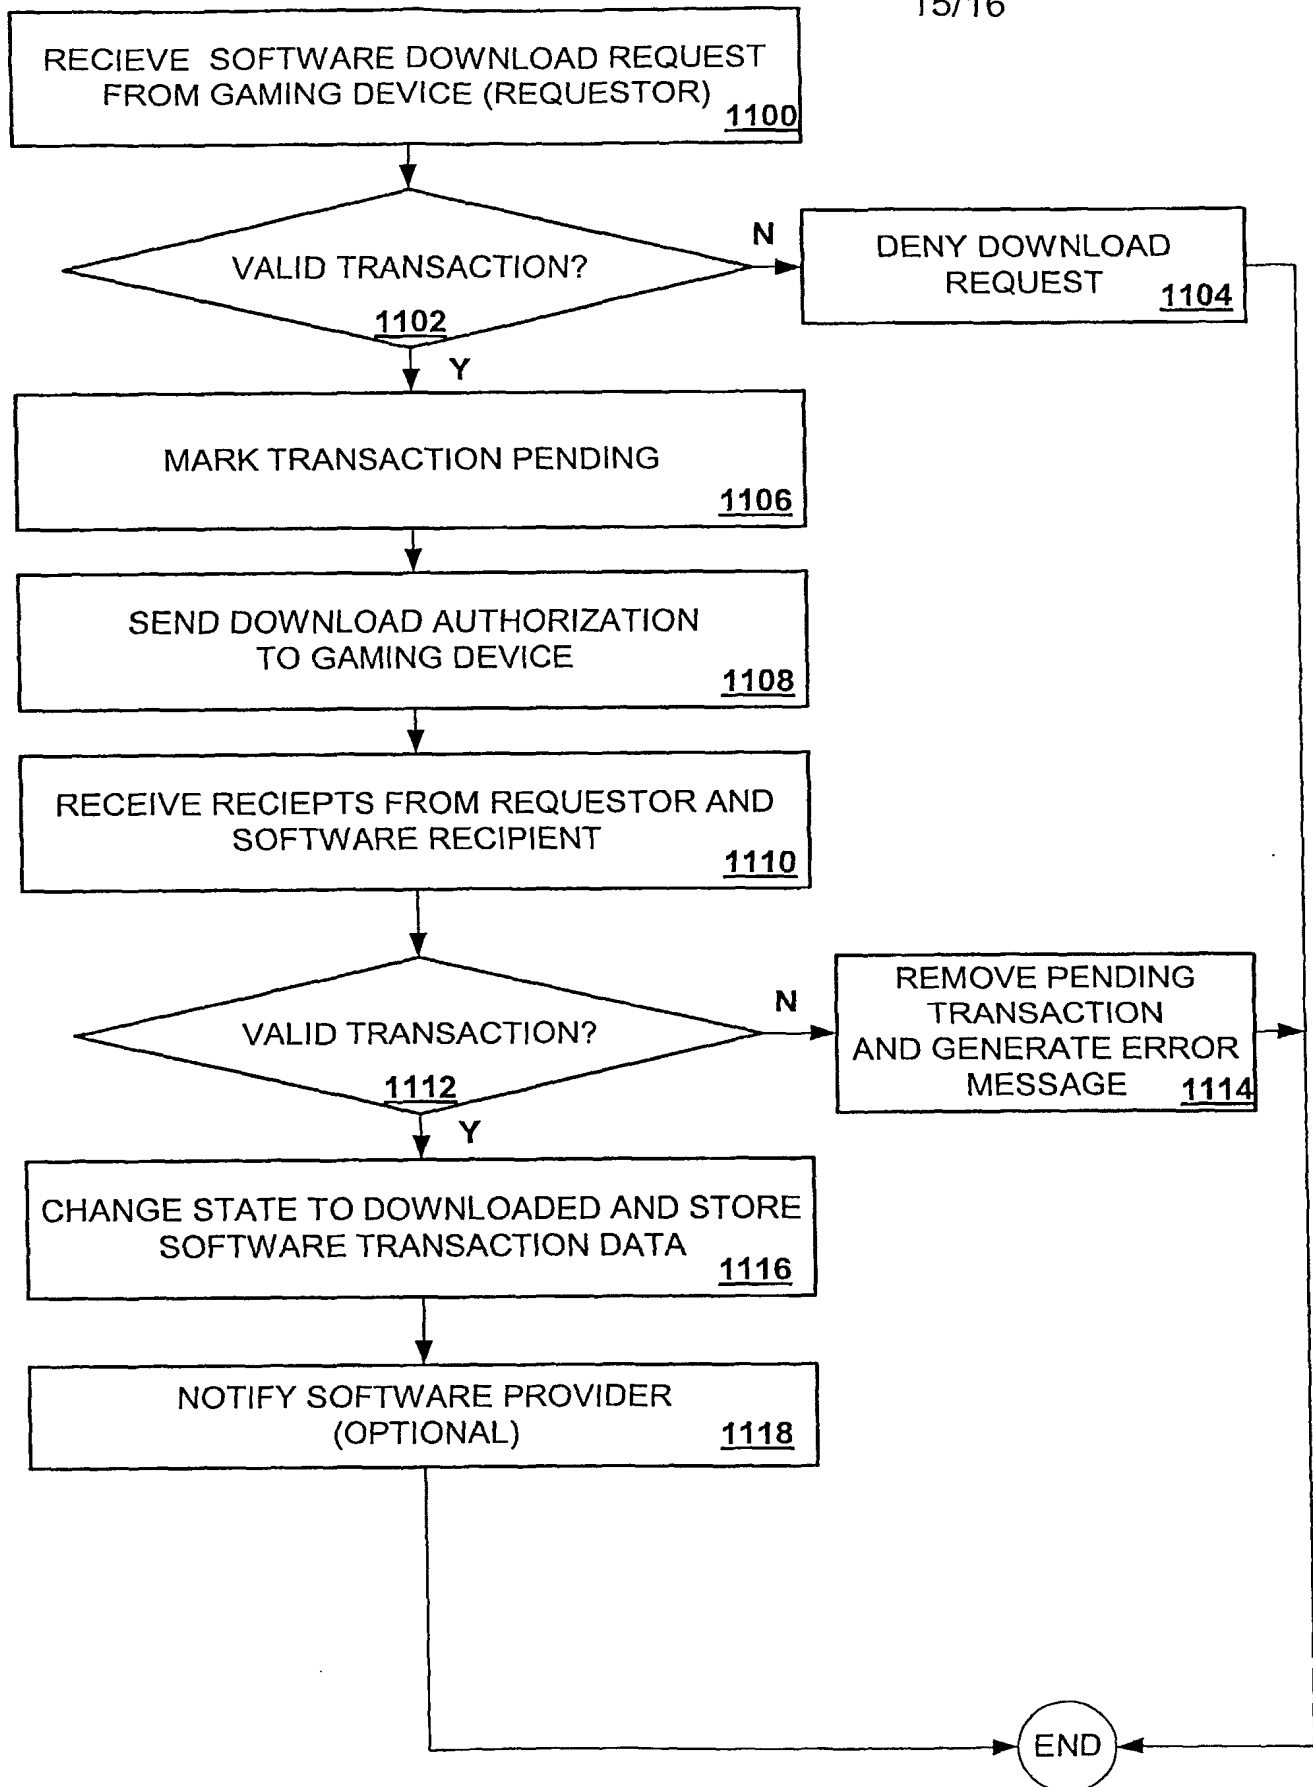 15/16
RECIEVE SOFTWARE DOWNLOAD REQUEST
FROM GAMING DEVICE (REQUESTOR)
1100
VALID TRANSACTION?
1102
N
DENY DOWNLOAD
REQUEST
1104
Y
MARK TRANSACTION PENDING
1106
SEND DOWNLOAD AUTHORIZATION
TO GAMING DEVICE
1108
RECEIVE RECIEPTS FROM REQUESTOR AND
SOFTWARE RECIPIENT
1110
VALID TRANSACTION?
1112
N
REMOVE PENDING
TRANSACTION
AND GENERATE ERROR
MESSAGE
1114
Y
CHANGE STATE TO DOWNLOADED AND STORE
SOFTWARE TRANSACTION DATA
1116
NOTIFY SOFTWARE PROVIDER
(OPTIONAL)
1118
END